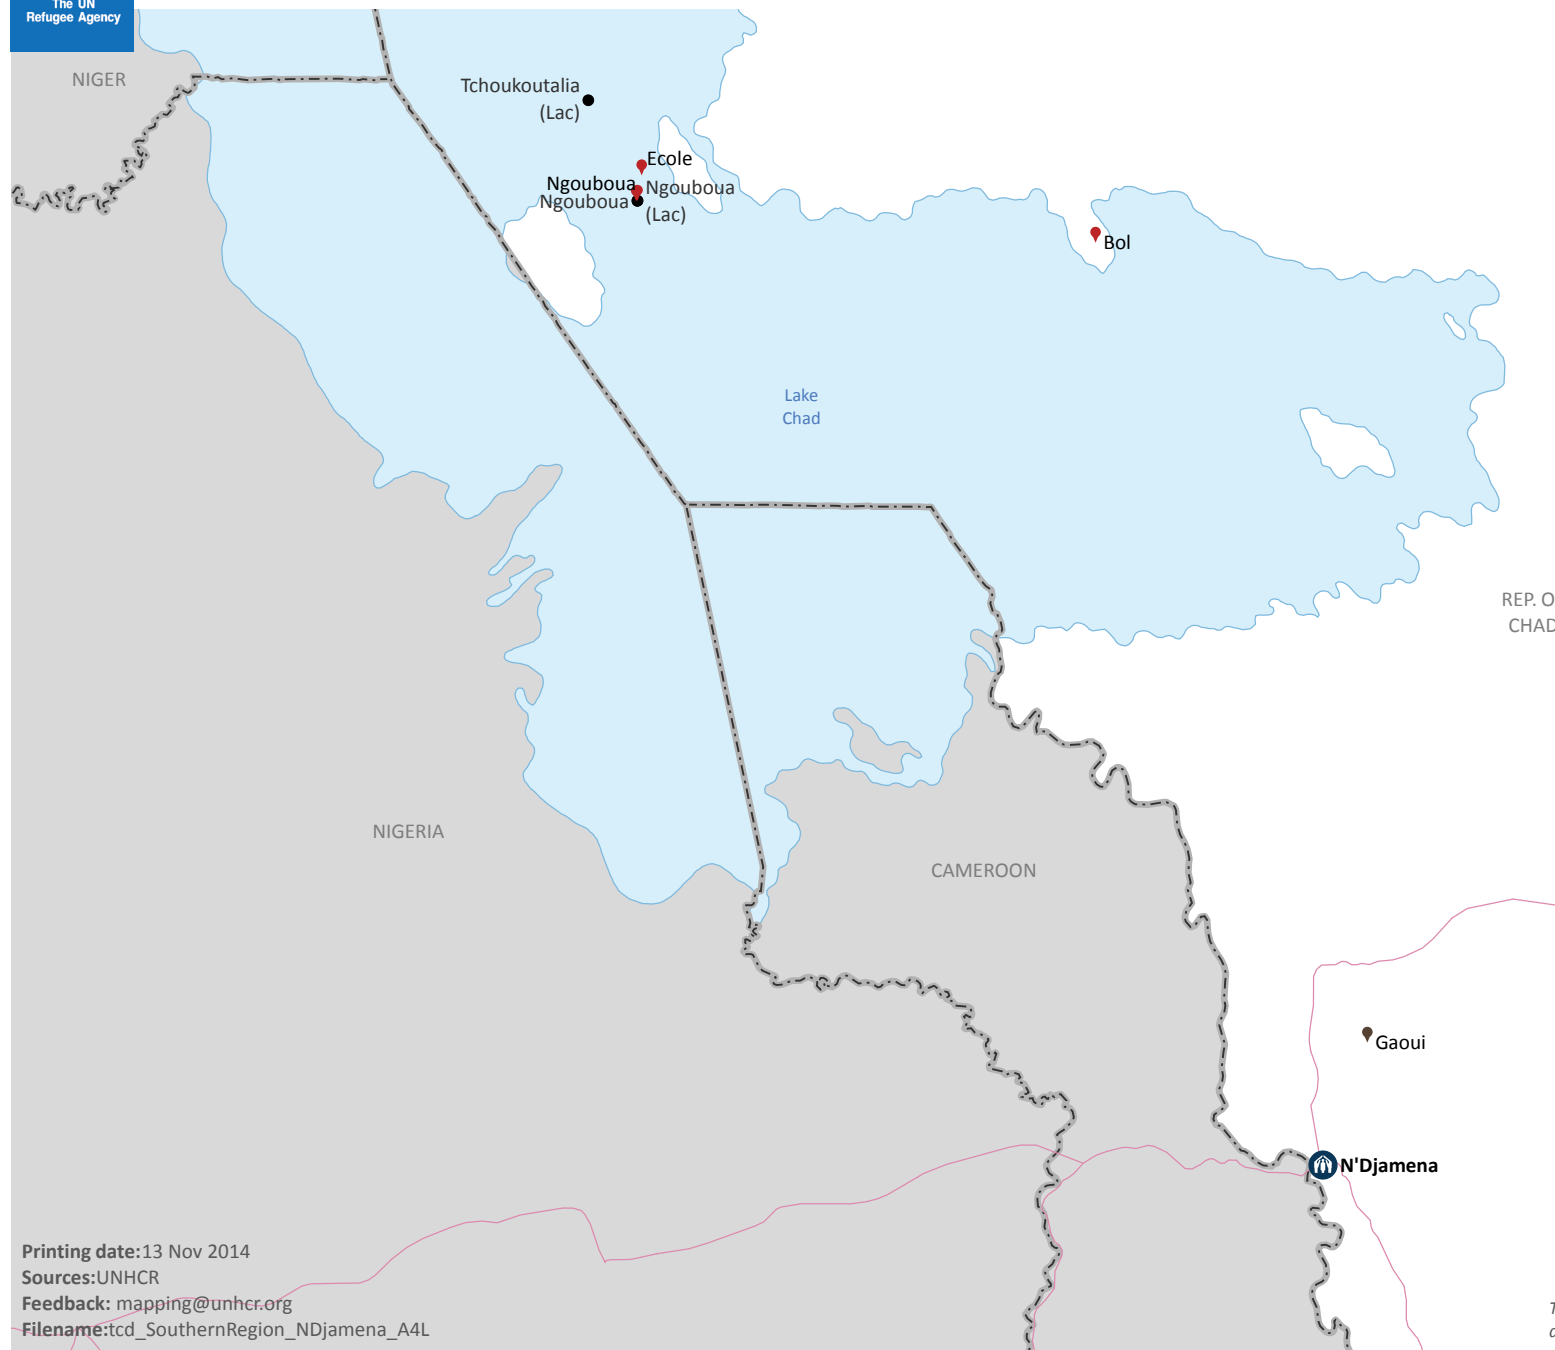 The UN
Refugee Agency
NIGER
Tchoukoutalia
(Lac)
Ecole
Ngouboua
Ngouboua
Ngouboua
(Lac)
Bol
Lake
Chad
REP. O
CHAD
NIGERIA
CAMEROON
Gaoui
N'Djamena
Printing date:13 Nov 2014
Sources:UNHCR
Feedback: mapping@unhcr.org
Filename:tcd_SouthernRegion_NDjamena_A4L